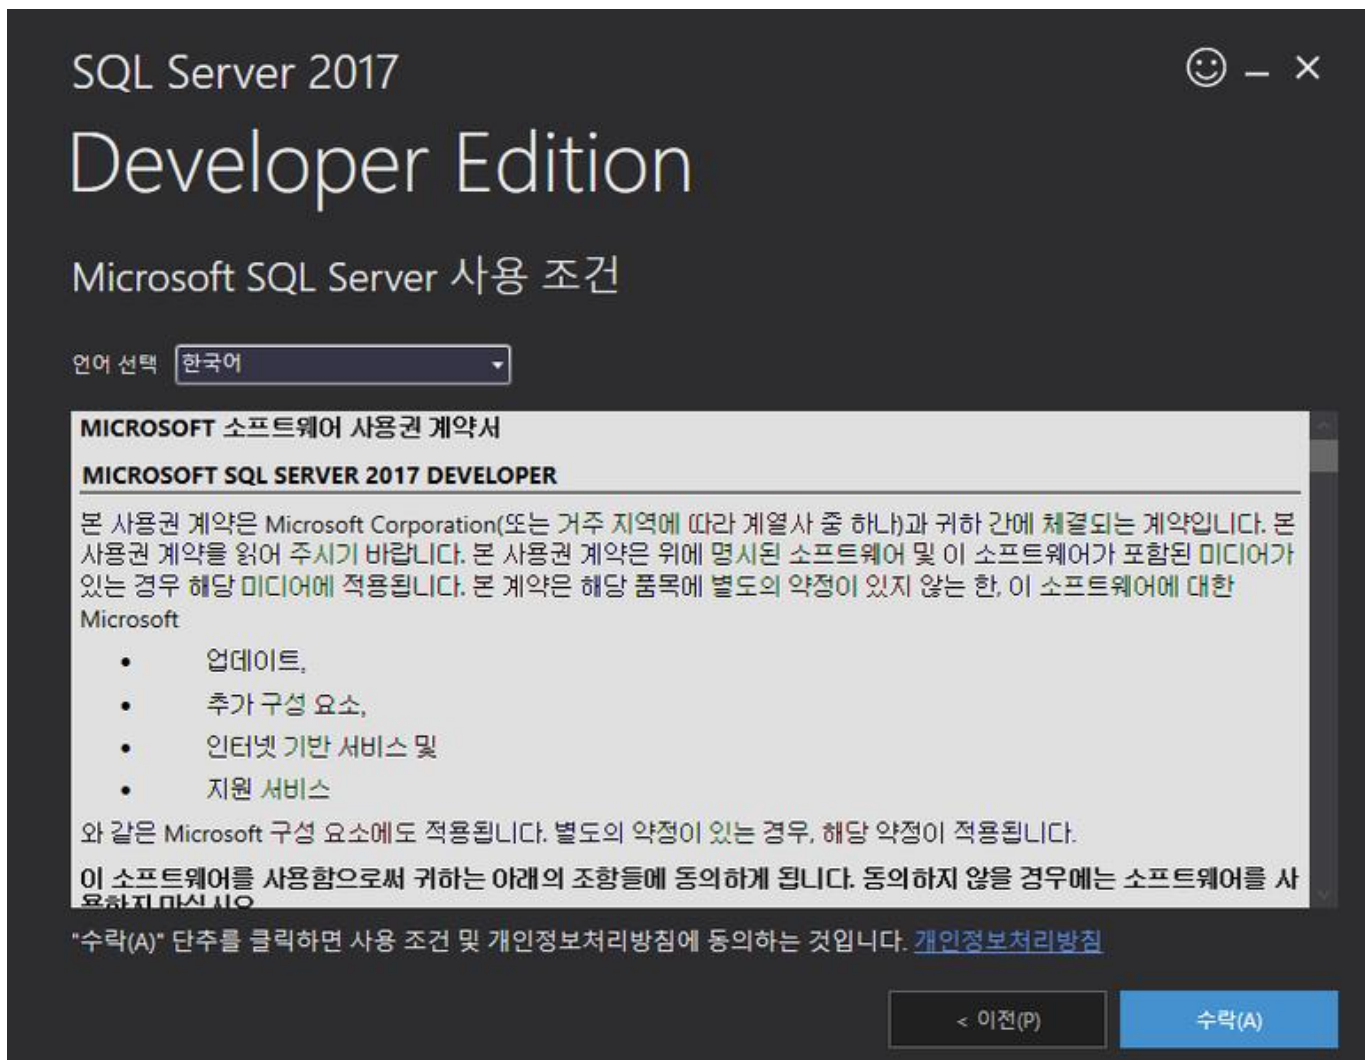 SQL Server 2017
Developer Edition
Microsoft SQL Server 사용 조건
언어 선택 한국어
MICROSOFT 소프트웨어 사용권 계약서
MICROSOFT SQL SERVER 2017 DEVELOPER
본 사용권 계약은 Microsoft Corporation(또는 거주 지역에 따라 계열사 중 하나)과 귀하 간에 체결되는 계약입니다. 본
사용권 계약을 읽어 주시기 바랍니다. 본 사용권 계약은 위에 명시된 소프트웨어 및 이 소프트웨어가 포함된 미디어가
있는 경우 해당 미디어에 적용됩니다. 본 계약은 해당 품목에 별도의 약정이 있지 않는 한, 이 소프트웨어에 대한
Microsoft
• 업데이트,
• 추가 구성 요소,
• 인터넷 기반 서비스 및
• 지원 서비스
와 같은 Microsoft 구성 요소에도 적용됩니다. 별도의 약정이 있는 경우, 해당 약정이 적용됩니다.
이 소프트웨어를 사용함으로써 귀하는 아래의 조항들에 동의하게 됩니다. 동의하지 않을 경우에는 소프트웨어를 사
용하지 마십시오
"수락(A)" 단추를 클릭하면 사용 조건 및 개인정보처리방침에 동의하는 것입니다. 개인정보처리방침
< 이전(P)
수락(A)